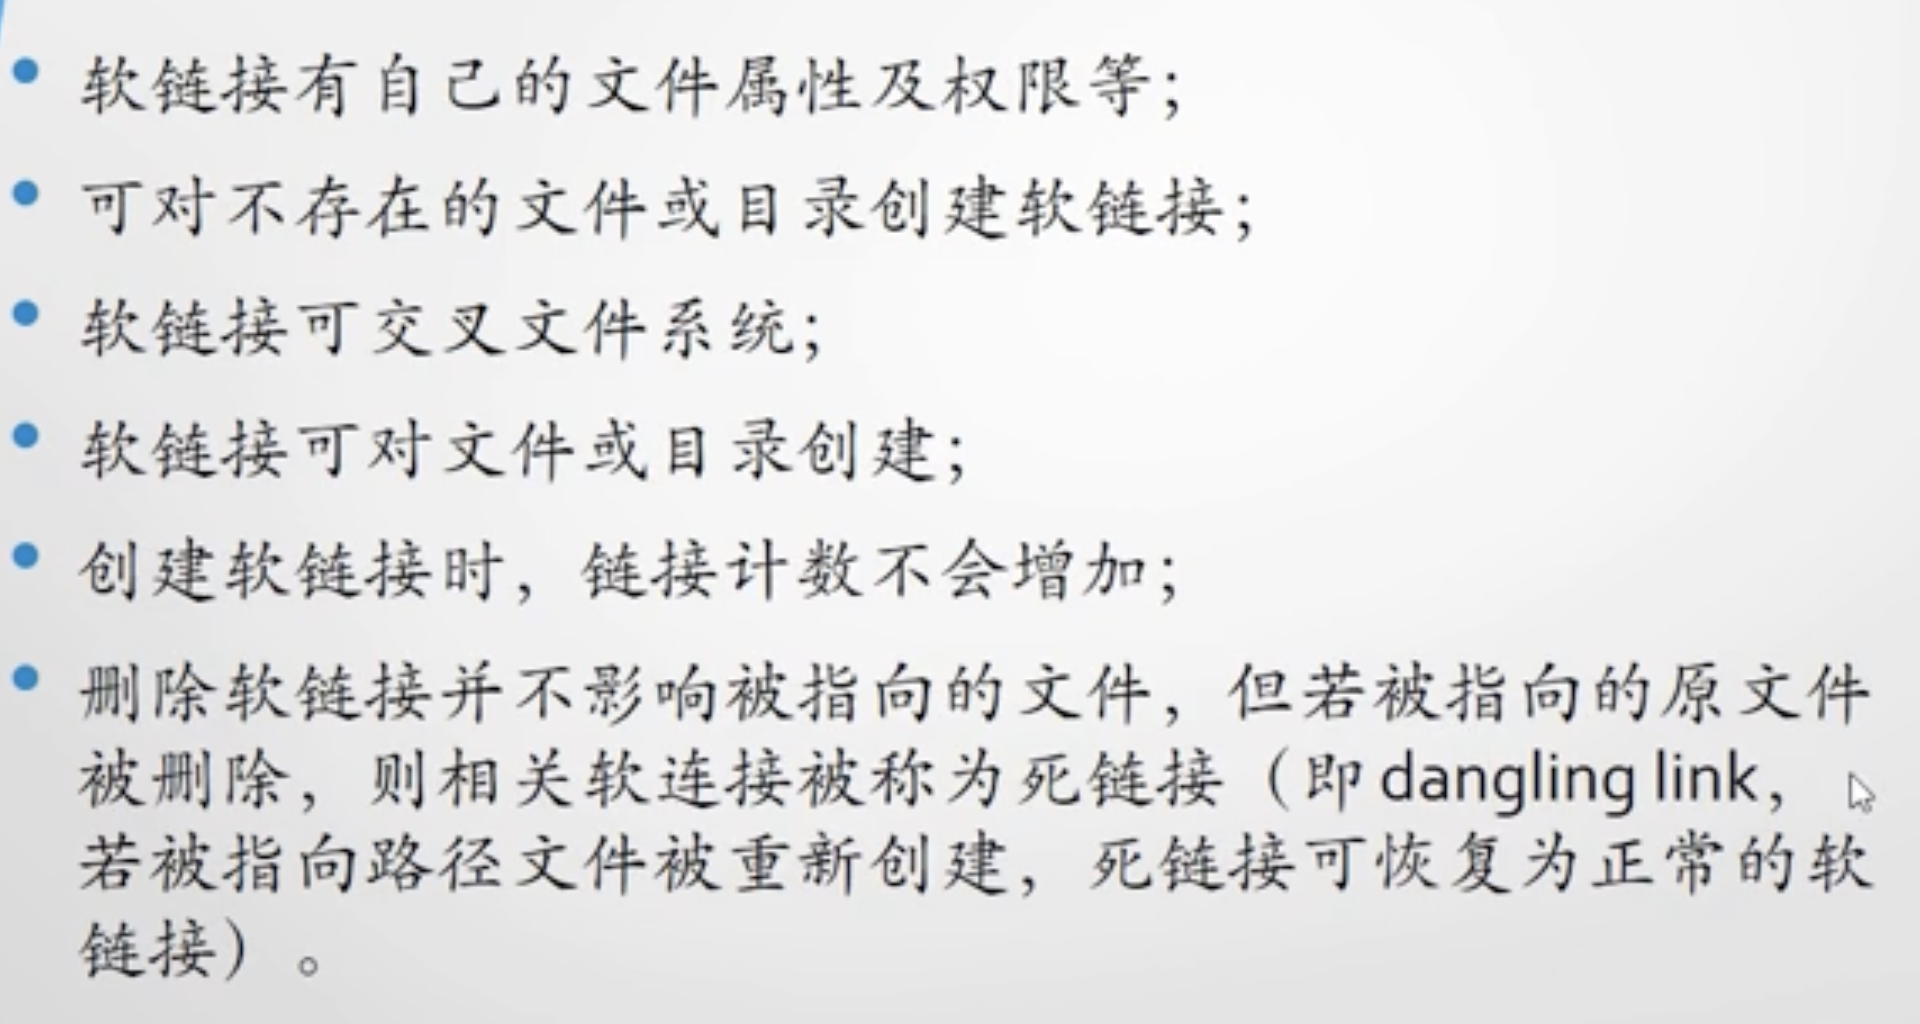 软链接有自己的文件属性及权限等；
可对不存在的文件或目录创建软链接；
软链接可交叉文件系统；
软链接可对文件或目录创建；
创建软链接时，链接计数不会增加；
删除软链接并不影响被指向的文件，但若被指向的原文件
被删除，则相关软连接被称为死链接（即 dangling link，
若被指向路径文件被重新创建，死链接可恢复为正常的软
链接）。